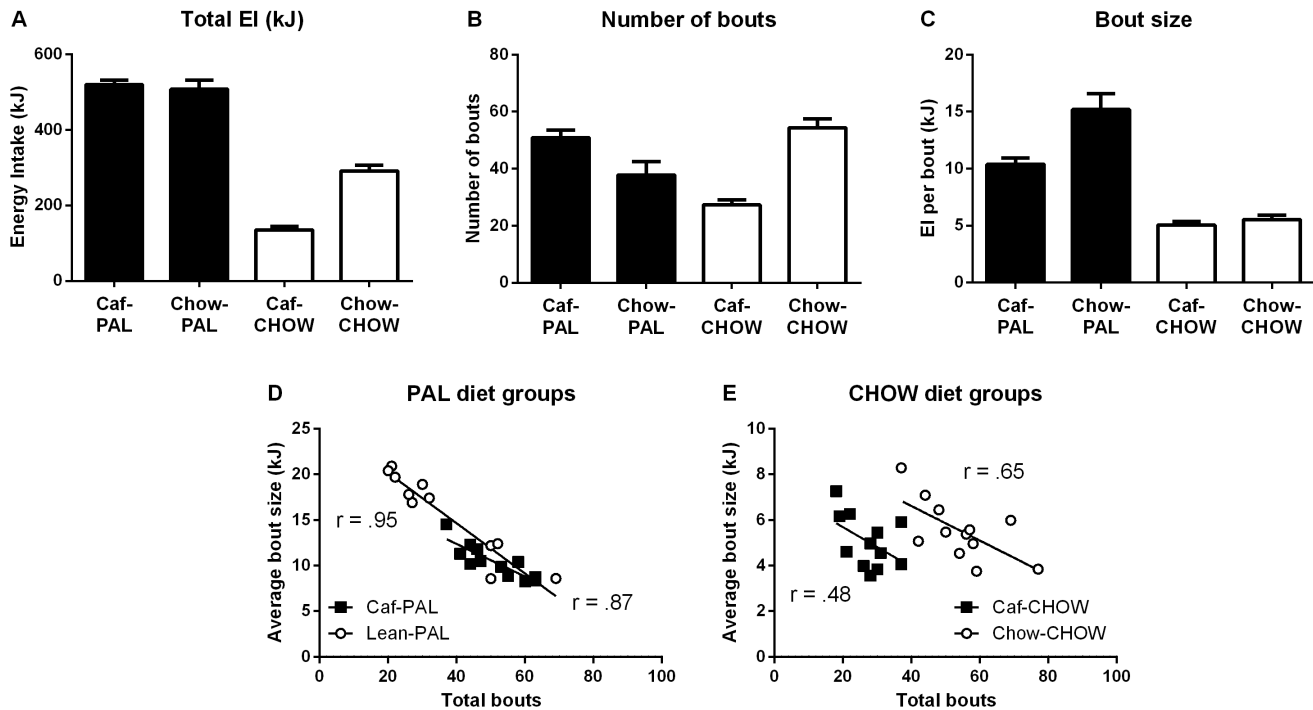 A Total EI (kJ)
Energy Intake (kJ)
600
400
200
0
Caf-
PAL
Chow-
PAL
Caf-
CHOW
Chow-
CHOW
B Number of bouts
Number of bouts
80
60
40
20
0
Caf-
PAL
Chow-
PAL
Caf-
CHOW
Chow-
CHOW
C Bout size
EI per bout (kJ)
20
15
10
5
0
Caf-
PAL
Chow-
PAL
Caf-
CHOW
Chow-
CHOW
D PAL diet groups
Average bout size (kJ)
25
20
15
10
5
0
r = .95
r = .87
Caf-PAL
Lean-PAL
0 20 40 60 80 100
Total bouts
E CHOW diet groups
Average bout size (kJ)
10
8
6
4
2
0
r = .65
r = .48
Caf-CHOW
Chow-CHOW
0 20 40 60 80 100
Total bouts